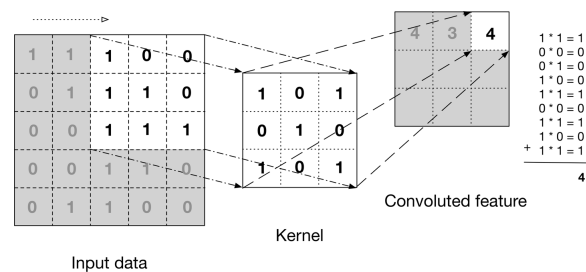 1 1 1 0 0
0 1 1 1 0
0 0 1 1 1
0 0 1 1 0
0 1 1 0 0
Input data
1 0 1
0 1 0
1 0 1
Kernel
4 3 4
Convoluted feature
1 * 1 = 1
0 * 0 = 0
0 * 1 = 0
1 * 0 = 0
1 * 1 = 1
0 * 0 = 0
1 * 1 = 1
1 * 0 = 0
+ 1 * 1 = 1
4